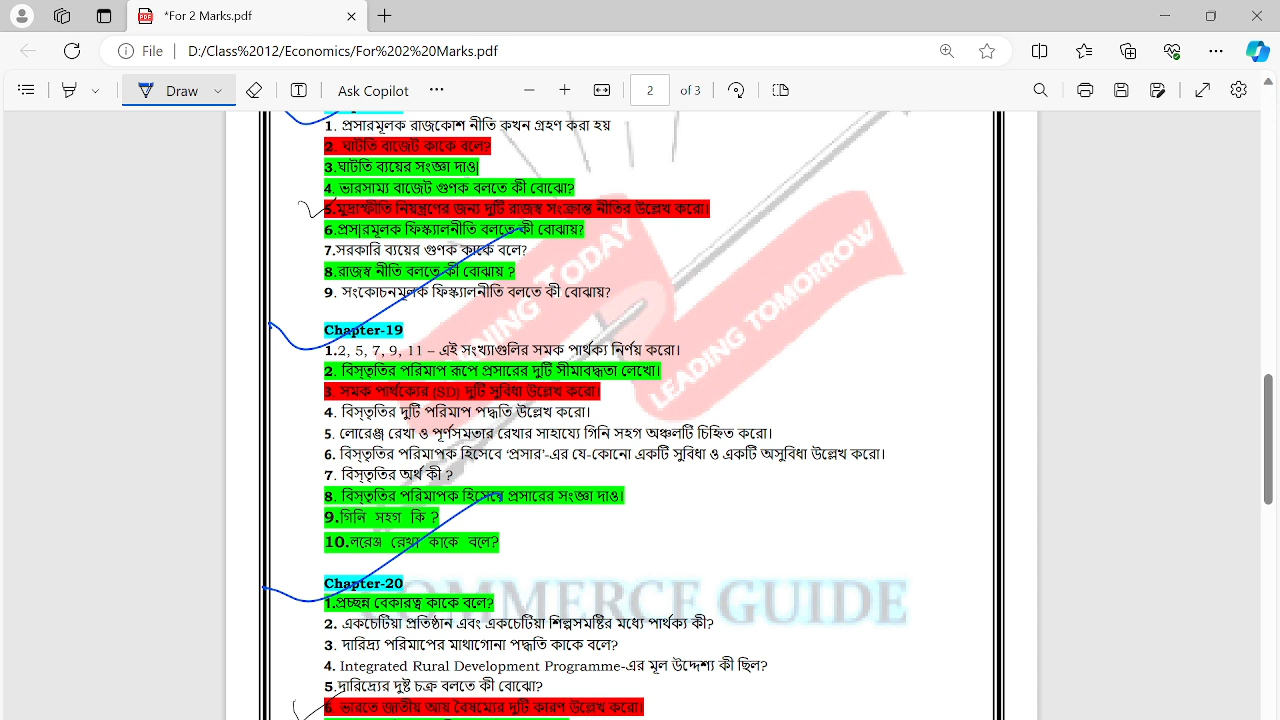 *For 2 Marks.pdf
File D:/Class%2012/Economics/For%202%20Marks.pdf
Draw Ask Copilot 2 of 3
1. প্রসারমূলক রাজকোশ নীতি কখন গ্রহণ করা হয়
2. ঘাটতি বাজেট কাকে বলে?
3.ঘাটতি ব্যয়ের সংজ্ঞা দাও|
4. ভারসাম্য বাজেট গুণক বলতে কী বোঝো?
5.মুদ্রাস্ফীতি নিয়ন্ত্রণের জন্য দুটি রাজস্ব সংক্রান্ত নীতির উল্লেখ করো।
6.প্রস|রমূলক ফিস্ক্যালনীতি বলতে কী বোঝায়?
7.সরকারি ব্যয়ের গুণক কাকে বলে?
8.রাজস্ব নীতি বলতে কী বোঝায় ?
9. সংকোচনমূলক ফিস্ক্যালনীতি বলতে কী বোঝায়?
Chapter-19
1.2, 5, 7, 9, 11 – এই সংখ্যাগুলির সমক পার্থক্য নির্ণয় করো।
2. বিস্তৃতির পরিমাপ রূপে প্রসারের দুটি সীমাবদ্ধতা লেখো।
3. সমক পার্থক্যের [SD] দুটি সুবিধা উল্লেখ করো।
4. বিস্তৃতির দুটি পরিমাপ পদ্ধতি উল্লেখ করো।
5. লোরেঞ্জ রেখা ও পূর্ণসমতার রেখার সাহায্যে গিনি সহগ অঞ্চলটি চিহ্নিত করো।
6. বিস্তৃতির পরিমাপক হিসেবে ‘প্রসার’-এর যে-কোনো একটি সুবিধা ও একটি অসুবিধা উল্লেখ করো।
7. বিস্তৃতির অর্থ কী ?
8. বিস্তৃতির পরিমাপক হিসেবে প্রসারের সংজ্ঞা দাও।
9.গিনি সহগ কি ?
10.লরেঞ্জ রেখা কাকে বলে?
Chapter-20
1.প্রচ্ছন্ন বেকারত্ব কাকে বলে?
2. একচেটিয়া প্রতিষ্ঠান এবং একচেটিয়া শিল্পসমষ্টির মধ্যে পার্থক্য কী?
3. দারিদ্র্য পরিমাপের মাথাগোনা পদ্ধতি কাকে বলে?
4. Integrated Rural Development Programme-এর মূল উদ্দেশ্য কী ছিল?
5.দারিদ্র্যের দুষ্ট চক্র বলতে কী বোঝো?
6. ভারতে জাতীয় আয় বৈষম্যের দুটি কারণ উল্লেখ করো।
NING TODAY
LEADING TOMORROW
COMMERCE GUIDE